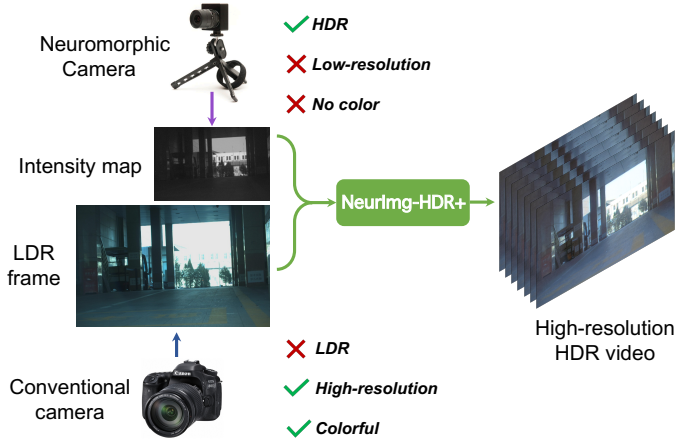 Neuromorphic
Camera
HDR
Low-resolution
No color
Intensity map
LDR
frame
NeurImg-HDR+
High-resolution
HDR video
Conventional
camera
Canon
LDR
High-resolution
Colorful